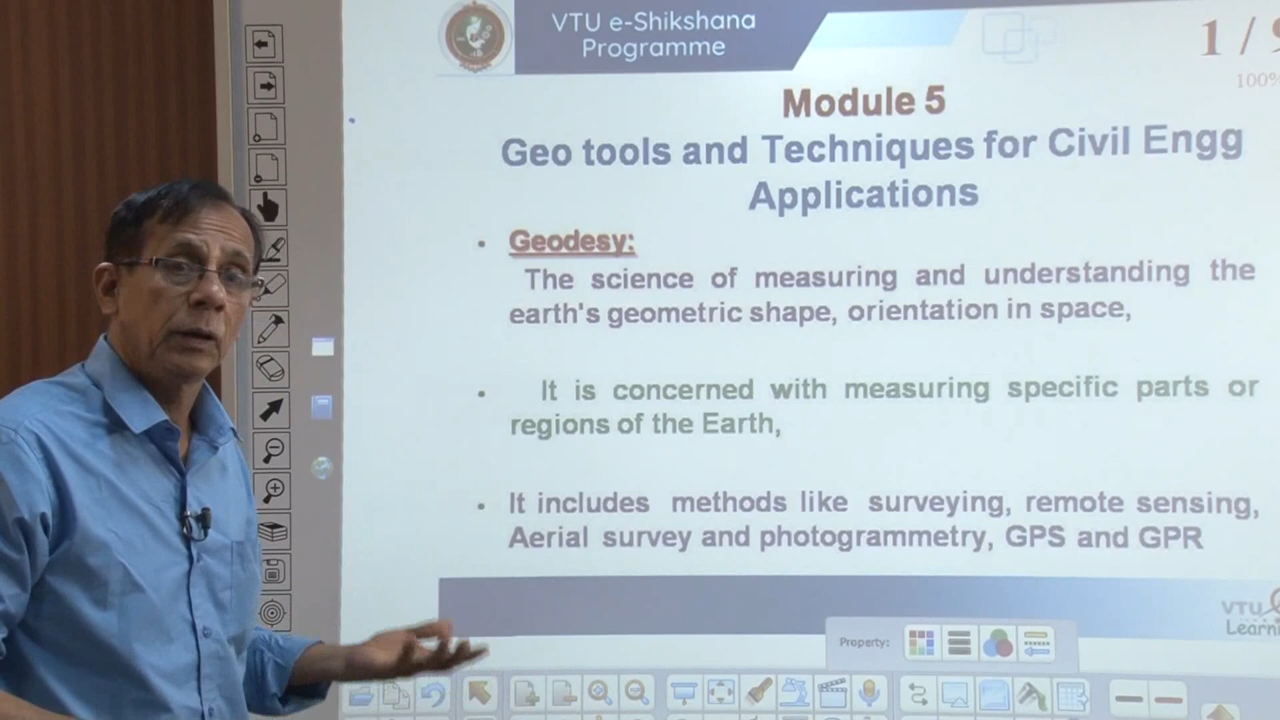 VTU e-Shikshana
Programme
1 / 9
100%
Module 5
Geo tools and Techniques for Civil Engg
Applications
• Geodesy:
The science of measuring and understanding the
earth's geometric shape, orientation in space,
• It is concerned with measuring specific parts or
regions of the Earth,
• It includes methods like surveying, remote sensing,
Aerial survey and photogrammetry, GPS and GPR
VTU
Learni
Property: